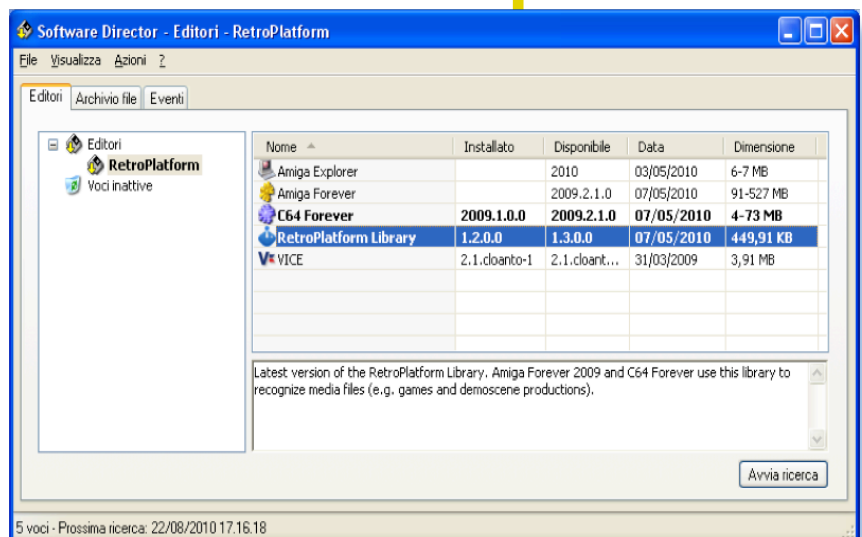 Software Director - Editori - RetroPlatform
File Visualizza Azioni ?
Editori Archivio file Eventi
Editori
RetroPlatform
Voci inattive
Nome Installato Disponibile Data Dimensione
Amiga Explorer 2010 03/05/2010 6-7 MB
Amiga Forever 2009.2.1.0 07/05/2010 91-527 MB
C64 Forever 2009.1.0.0 2009.2.1.0 07/05/2010 4-73 MB
RetroPlatform Library 1.2.0.0 1.3.0.0 07/05/2010 449,91 KB
VICE 2.1.cloanto-1 2.1.cloant... 31/03/2009 3,91 MB
Latest version of the RetroPlatform Library. Amiga Forever 2009 and C64 Forever use this library to
recognize media files (e.g. games and demoscene productions).
Avvia ricerca
5 voci - Prossima ricerca: 22/08/2010 17.16.18